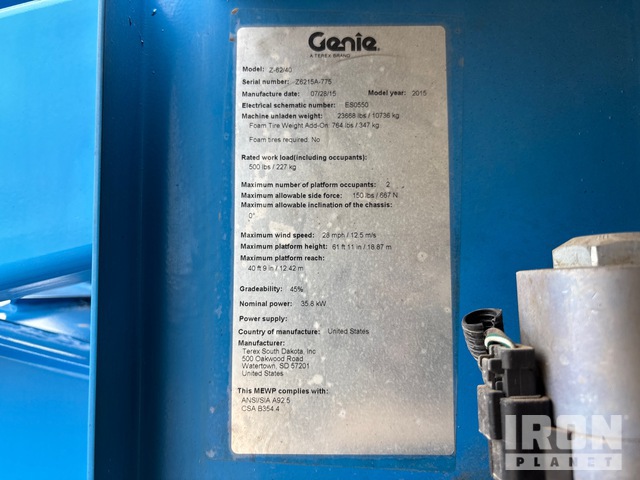 Genie
A TEREX BRAND
Model: Z-62/40
Serial number: Z6215A-775
Manufacture date: 07/28/15 Model year: 2015
Electrical schematic number: ES0550
Machine unladen weight: 23668 lbs / 10736 kg
Foam Tire Weight Add-On: 764 lbs / 347 kg
Foam tires required: No
Rated work load(including occupants):
500 lbs / 227 kg
Maximum number of platform occupants: 2
Maximum allowable side force: 150 lbs / 667 N
Maximum allowable inclination of the chassis:
0°
Maximum wind speed: 28 mph / 12.5 m/s
Maximum platform height: 61 ft 11 in / 18.87 m
Maximum platform reach:
40 ft 9 in / 12.42 m
Gradeability: 45%
Nominal power: 35.8 kW
Power supply:
Country of manufacture: United States
Manufacturer:
Terex South Dakota, Inc
500 Oakwood Road
Watertown, SD 57201
United States
This MEWP complies with:
ANSI/SIA A92.5
CSA B354.4
IRON
PLANET